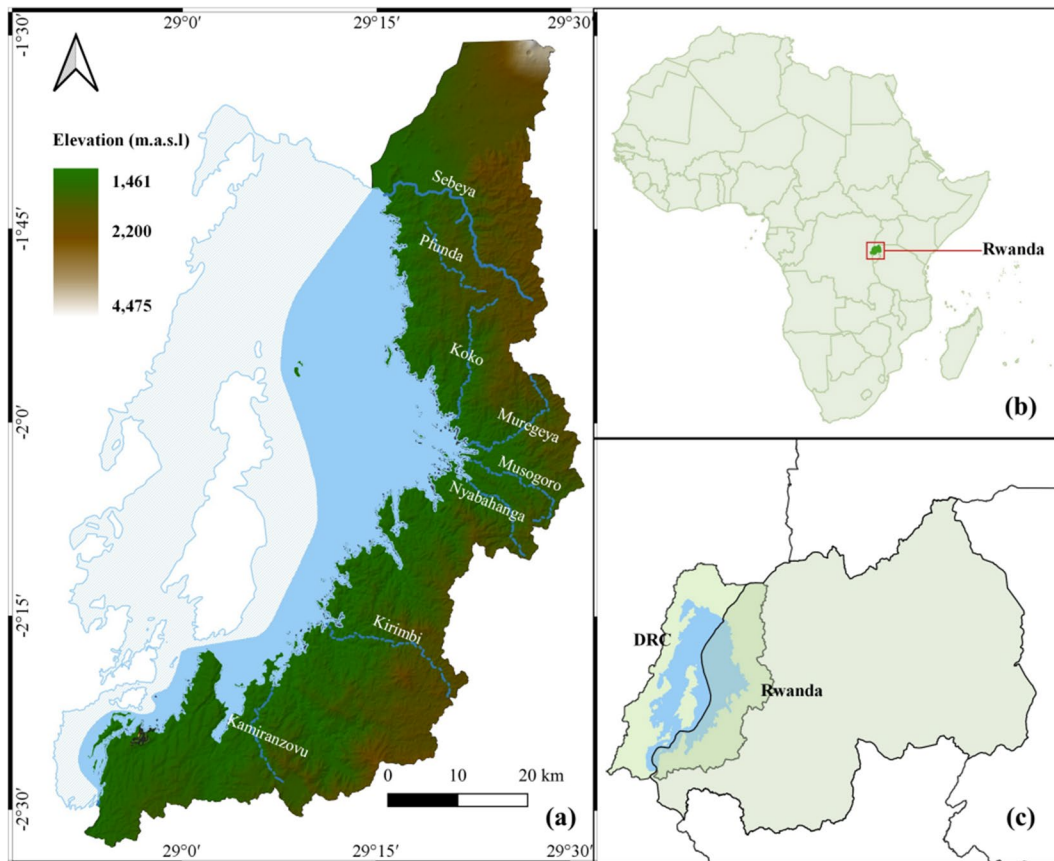 29°0′ 29°15′ 29°30′
-1°30′
Elevation (m.a.s.l)
1,461
2,200
4,475
-1°45′
-2°00′
-2°15′
-2°30′
Sebeya
Pfunda
Koko
Muregeya
Musogoro
Nyabahanga
Kirimbi
Kamiranzovu
0 10 20 km
(a)
29°0′ 29°15′ 29°30′
Rwanda
(b)
DRC
Rwanda
(c)